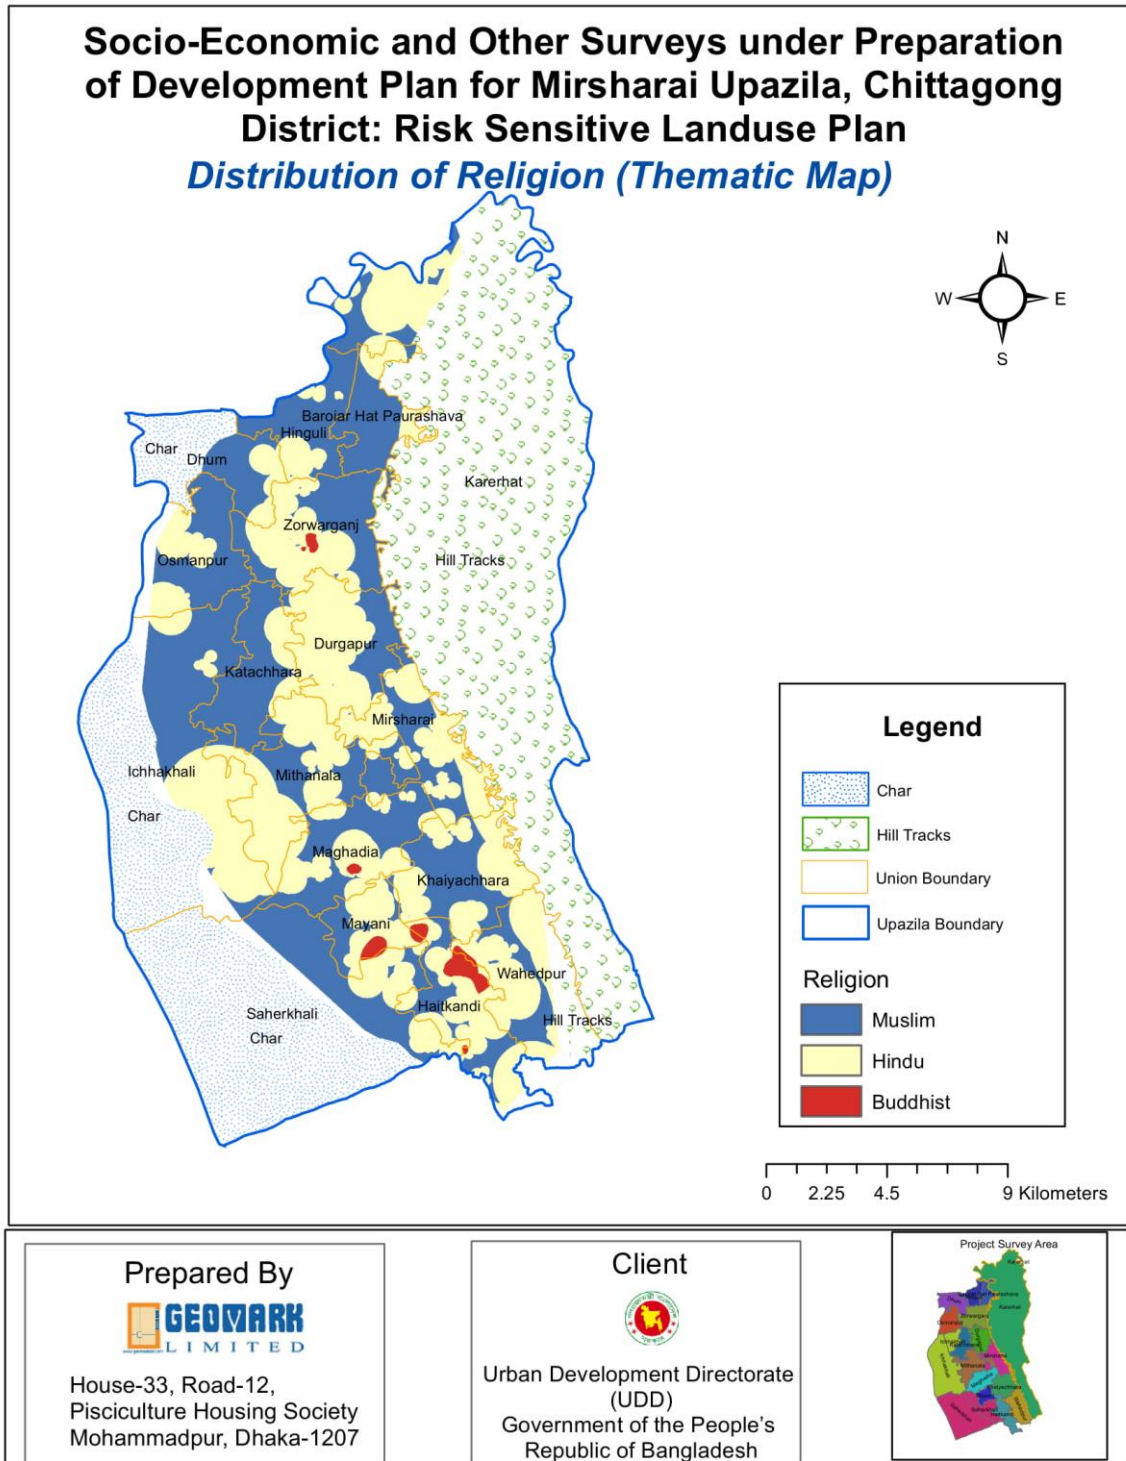 Socio-Economic and Other Surveys under Preparation
of Development Plan for Mirsharai Upazila, Chittagong
District: Risk Sensitive Landuse Plan
Distribution of Religion (Thematic Map)
N
W
E
S
Baroiar Hat Paurashava
Hinguli
Char
Dhum
Karerhat
Zorwarganj
Osmanpur
Hill Tracks
Durgapur
Katachhara
Mirsharai
Ichhakhali
Mithanala
Char
Maghadia
Khaiyachhara
Mayani
Wahedpur
Haitkandi
Saherkhali
Hill Tracks
Char
Legend
Char
Hill Tracks
Union Boundary
Upazila Boundary
Religion
Muslim
Hindu
Buddhist
0 2.25 4.5 9 Kilometers
Prepared By
GEOMARK
LIMITED
House-33, Road-12,
Pisciculture Housing Society
Mohammadpur, Dhaka-1207
Client
Urban Development Directorate
(UDD)
Government of the People's
Republic of Bangladesh
Project Survey Area